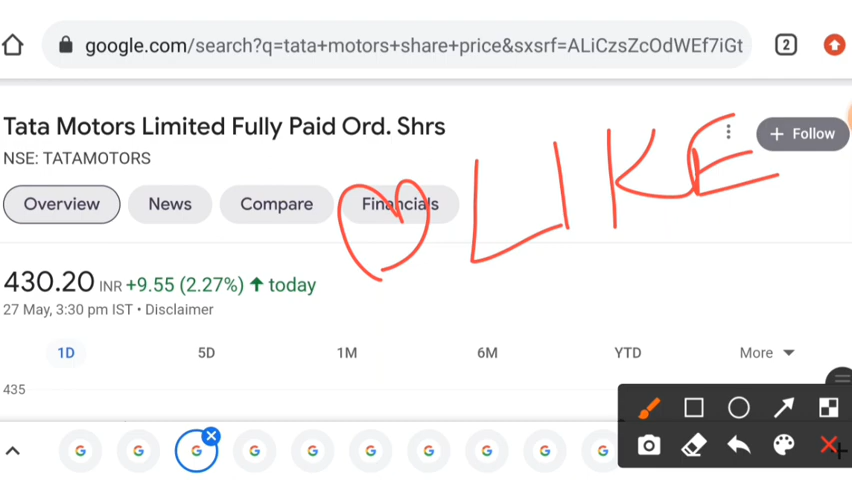 google.com/search?q=tata+motors+share+price&sxsrf=ALiCzsZcOdWEf7iGt
2
Tata Motors Limited Fully Paid Ord. Shrs
+ Follow
NSE: TATAMOTORS
Overview News Compare Financials
LIKE
430.20 INR +9.55 (2.27%) ↑ today
27 May, 3:30 pm IST • Disclaimer
1D 5D 1M 6M YTD More
435
G G G G G G G G G G